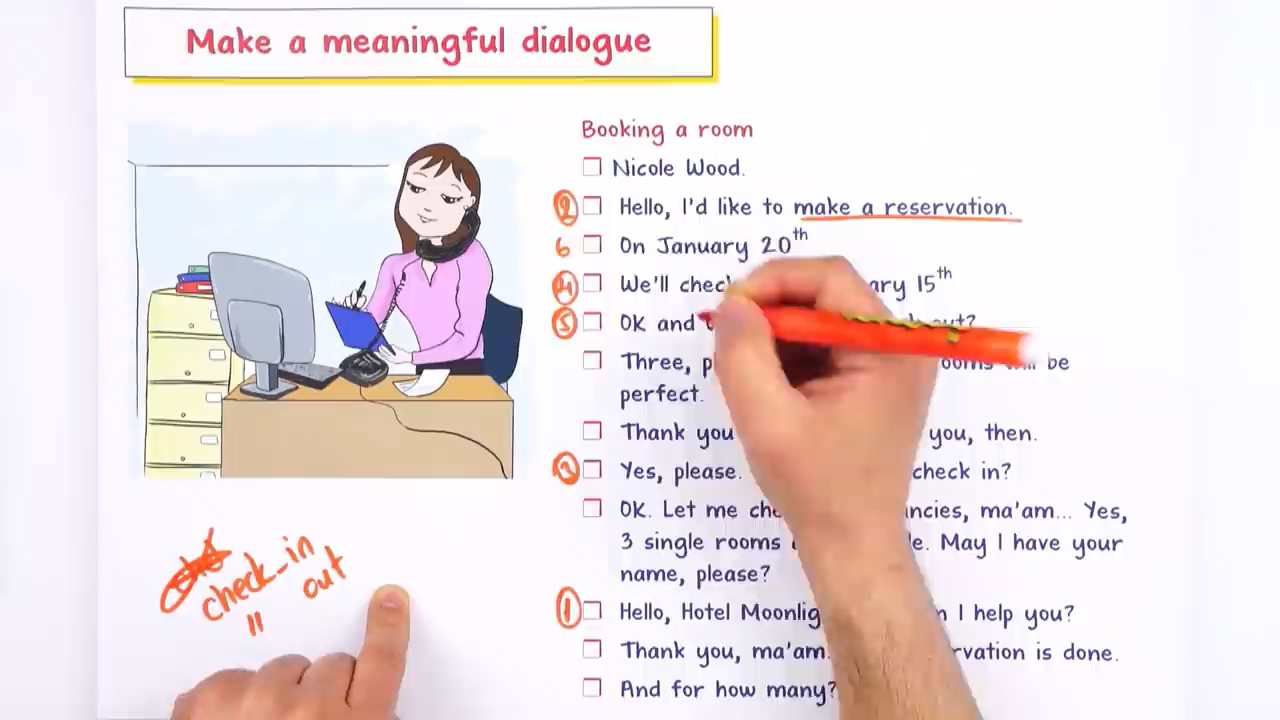 Make a meaningful dialogue
Booking a room
Nicole Wood.
2 Hello, I'd like to make a reservation.
6 On January 20th
4 We'll check 15th
5 OK and out?
Three, be
perfect.
Thank you you, then.
3 Yes, please. check in?
OK. Let me ma'am... Yes,
3 single rooms May I have your
name, please?
1 Hello, Hotel I help you?
Thank you, ma'am. is done.
And for how many?
check-in
" out